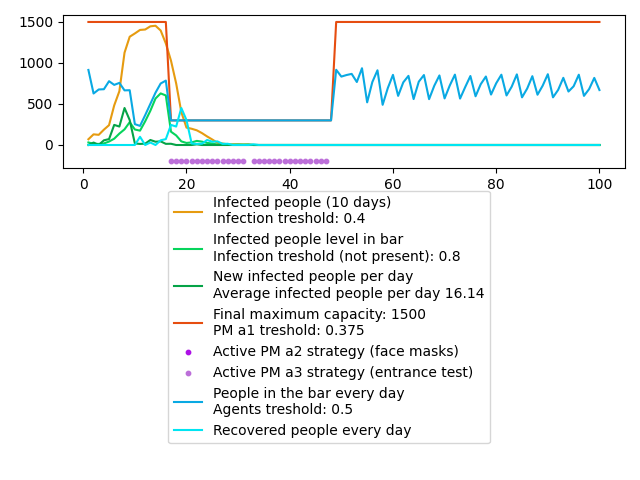 1500
1000
500
0
0 20 40 60 80 100
Infected people (10 days)
Infection treshold: 0.4
Infected people level in bar
Infection treshold (not present): 0.8
New infected people per day
Average infected people per day 16.14
Final maximum capacity: 1500
PM a1 treshold: 0.375
Active PM a2 strategy (face masks)
Active PM a3 strategy (entrance test)
People in the bar every day
Agents treshold: 0.5
Recovered people every day